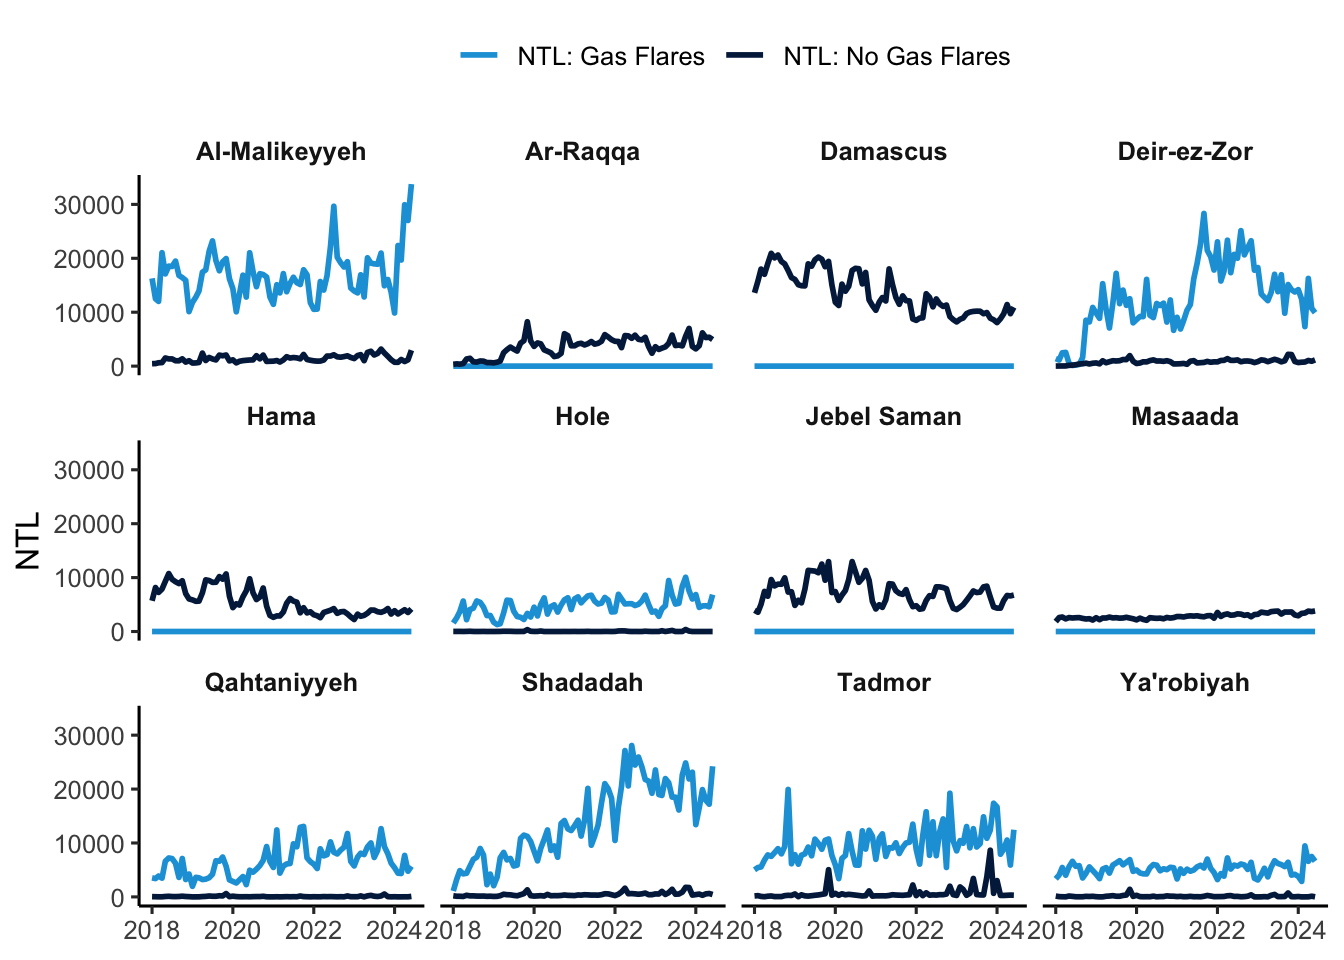 NTL: Gas Flares NTL: No Gas Flares
Al-Malikeyyeh Ar-Raqqa Damascus Deir-ez-Zor
30000
20000
10000
0
Hama Hole Jebel Saman Masaada
30000
20000
10000
0
NTL
Qahtaniyyeh Shadadah Tadmor Ya'robiyah
30000
20000
10000
0
2018 2020 2022 2024 2018 2020 2022 2024 2018 2020 2022 2024 2018 2020 2022 2024